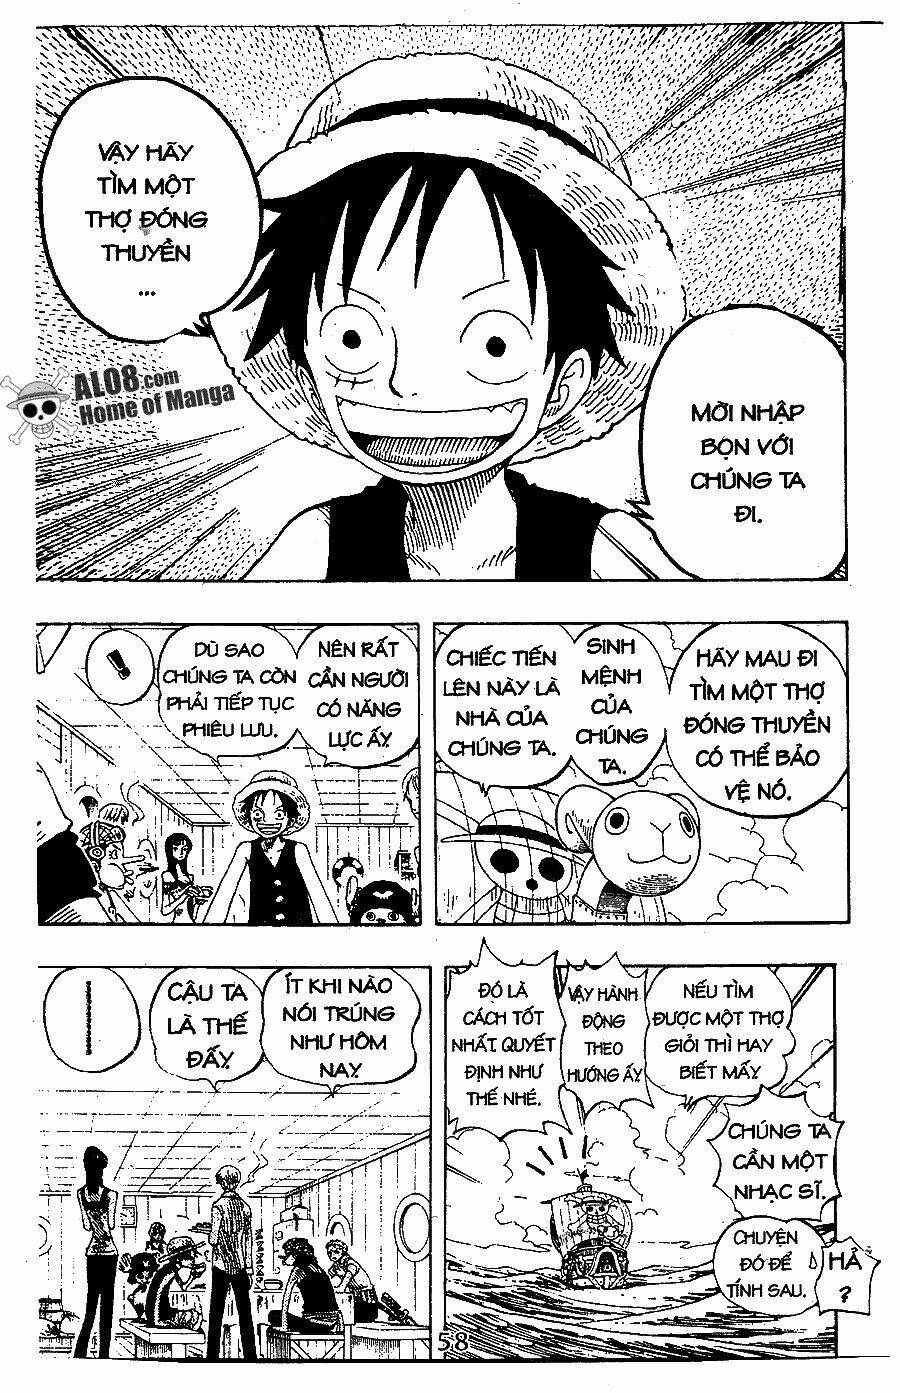 VẬY HÃY
TÌM MỘT
THỢ ĐÓNG
THUYỀN
...
AL08.com
Home of Manga
MỜI NHẬP
BỌN VỚI
CHÚNG TA
ĐI.
HÃY MAU ĐI
TÌM MỘT THỢ
ĐÓNG THUYỀN
CÓ THỂ BẢO
VỆ NÓ.
SINH
MỆNH
CỦA
CHÚNG
TA.
CHIẾC TIẾN
LÊN NÀY LÀ
NHÀ CỦA
CHÚNG TA.
NÊN RẤT
CẦN NGƯỜI
CÓ NĂNG
LỰC ẤY.
DÙ SAO
CHÚNG TA CÒN
PHẢI TIẾP TỤC
PHIÊU LƯU.
!
NẾU TÌM
ĐƯỢC MỘT THỢ
GIỎI THÌ HAY
BIẾT MẤY.
VẬY HÀNH
ĐỘNG
THEO
HƯỚNG ẤY.
ĐÓ LÀ
CÁCH TỐT
NHẤT. QUYẾT
ĐỊNH NHƯ
THẾ NHÉ.
CHÚNG TA
CẦN MỘT
NHẠC SĨ.
CHUYỆN
ĐÓ ĐỂ
TÍNH SAU.
HẢ
?
ÍT KHI NÀO
NÓI TRÚNG
NHƯ HÔM
NAY.
CẬU TA
LÀ THẾ
ĐẤY.
58